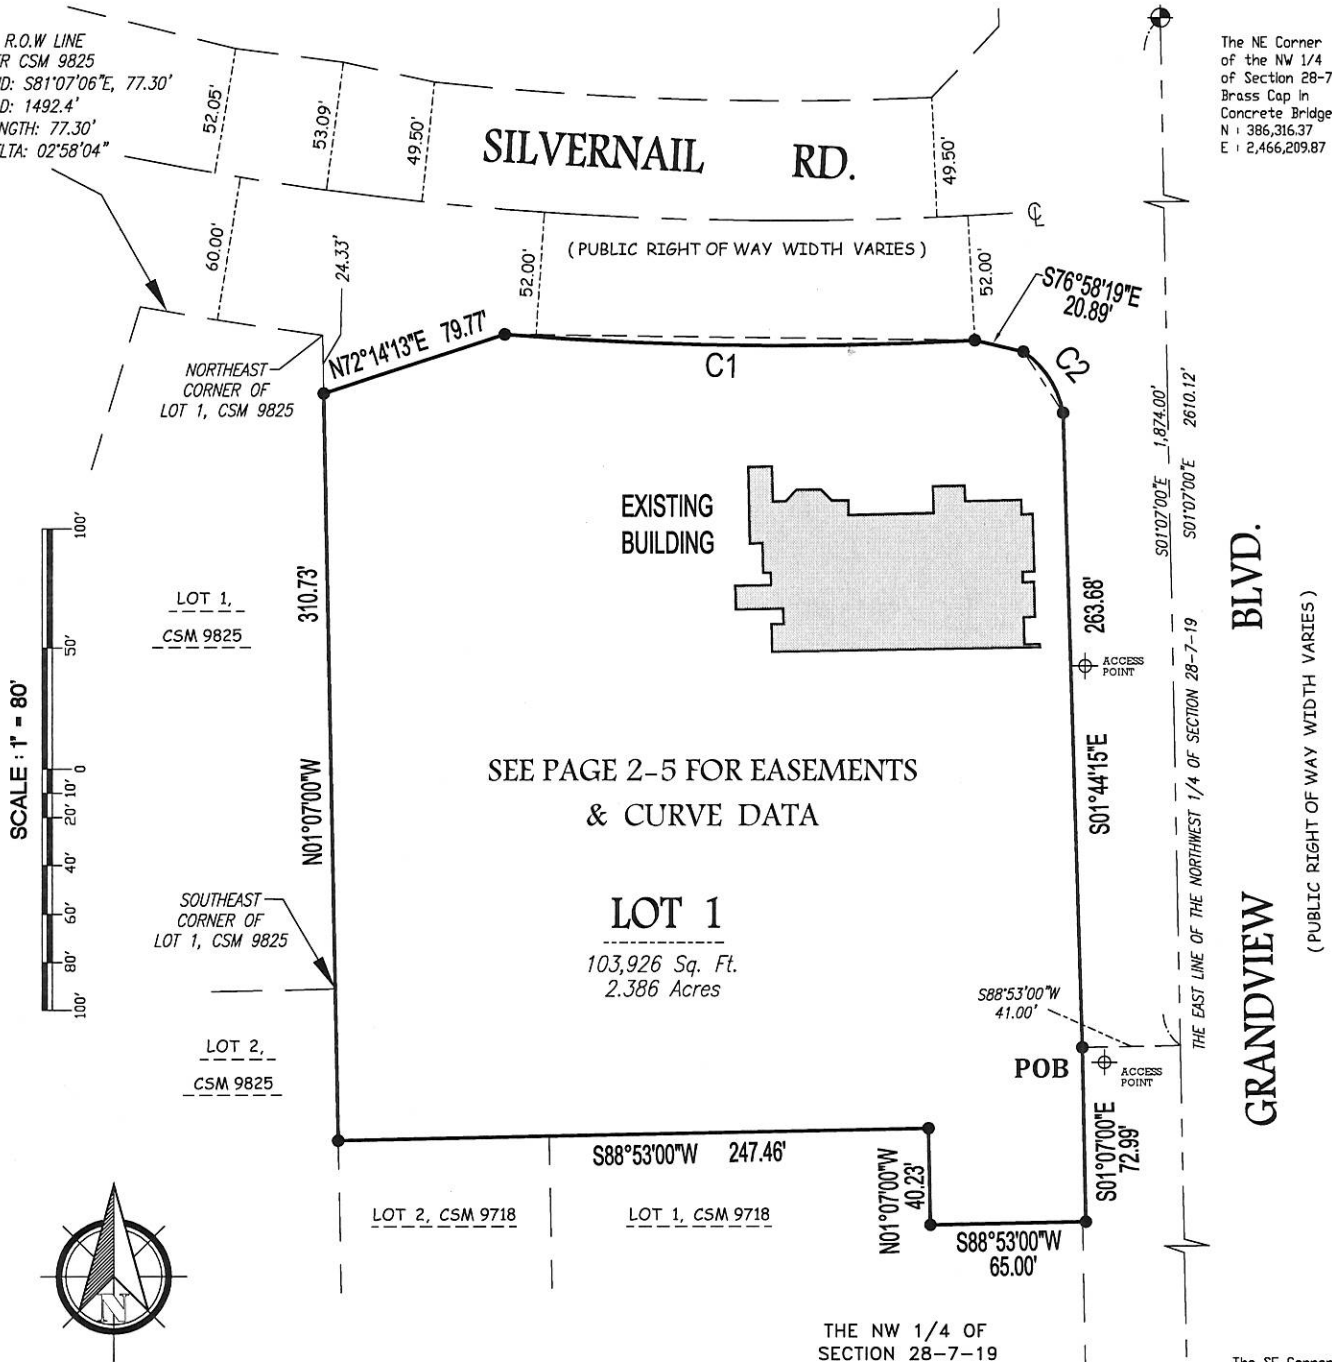 R.O.W LINE
R CSM 9825
D: S81°07'06"E, 77.30'
D: 1492.4'
NGTH: 77.30'
LTA: 02°58'04"
52.05'
53.09'
49.50'
SILVERNAIL RD.
49.50'
The NE Corner
of the NW 1/4
of Section 28-7
Brass Cap in
Concrete Bridge
N : 386,316.37
E : 2,466,209.87
60.00'
24.33'
52.00'
(PUBLIC RIGHT OF WAY WIDTH VARIES)
52.00'
S76°58'19"E
20.89'
N72°14'13"E 79.77'
C1
C2
NORTHEAST
CORNER OF
LOT 1, CSM 9825
S01°07'00"E 1,874.00'
S01°07'00"E 2610.12'
EXISTING
BUILDING
310.73'
N01°07'00"W
LOT 1,
CSM 9825
263.68'
S01°44'15"E
ACCESS
POINT
SCALE : 1" = 80'
100'
50'
0
10'
20'
40'
60'
80'
100'
SEE PAGE 2-5 FOR EASEMENTS
& CURVE DATA
THE EAST LINE OF THE NORTHWEST 1/4 OF SECTION 28-7-19
GRANDVIEW BLVD.
(PUBLIC RIGHT OF WAY WIDTH VARIES)
SOUTHEAST
CORNER OF
LOT 1, CSM 9825
LOT 1
103,926 Sq. Ft.
2.386 Acres
S88°53'00"W
41.00'
LOT 2,
CSM 9825
POB
ACCESS
POINT
S88°53'00"W 247.46'
N01°07'00"W
40.23'
S01°07'00"E
72.99'
LOT 2, CSM 9718
LOT 1, CSM 9718
S88°53'00"W
65.00'
N
THE NW 1/4 OF
SECTION 28-7-19
The SE Corner